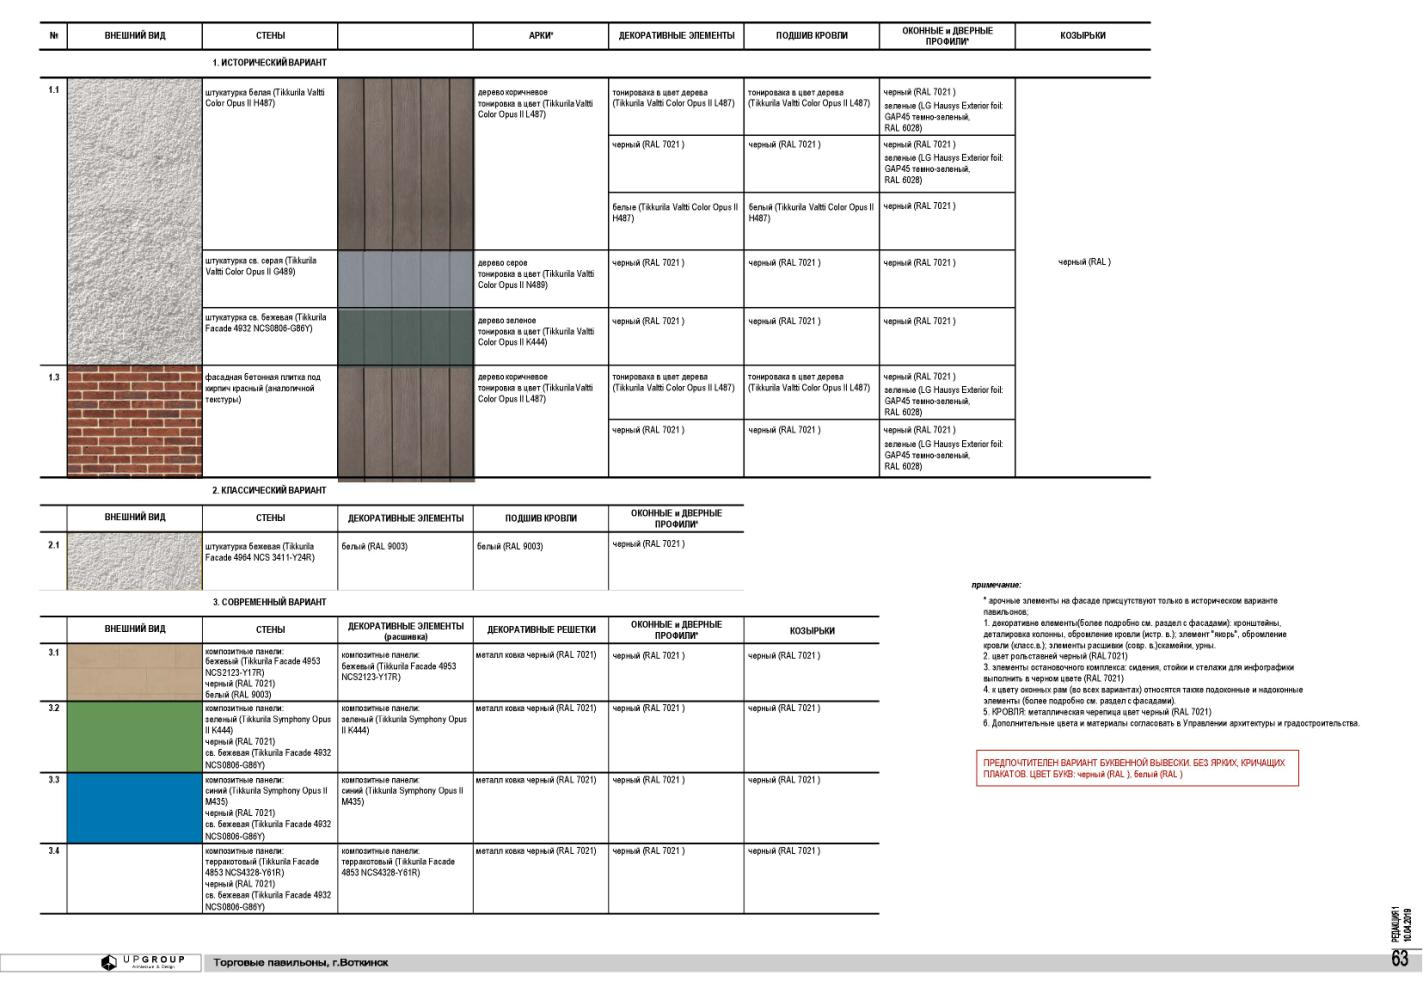 № ВНЕШНИЙ ВИД СТЕНЫ АРКИ* ДЕКОРАТИВНЫЕ ЭЛЕМЕНТЫ ПОДШИВ КРОВЛИ ОКОННЫЕ и ДВЕРНЫЕ ПРОФИЛИ* КОЗЫРЬКИ
1. ИСТОРИЧЕСКИЙ ВАРИАНТ
1.1
штукатурка белая (Tikkurila Valtti
Color Opus II H487)
дерево коричневое
тонировка в цвет (Tikkurila Valtti
Color Opus II L487)
тонировака в цвет дерева
(Tikkurila Valtti Color Opus II L487)
тонировака в цвет дерева
(Tikkurila Valtti Color Opus II L487)
черный (RAL 7021 )
зеленые (LG Hausys Exterior foil:
GAP45 темно-зеленый,
RAL 6028)
черный (RAL 7021 )
черный (RAL 7021 )
черный (RAL 7021 )
зеленые (LG Hausys Exterior foil:
GAP45 темно-зеленый,
RAL 6028)
белые (Tikkurila Valtti Color Opus II
H487)
белый (Tikkurila Valtti Color Opus II
H487)
черный (RAL 7021 )
штукатурка св. серая (Tikkurila
Valtti Color Opus II G489)
дерево серое
тонировка в цвет (Tikkurila Valtti
Color Opus II N489)
черный (RAL 7021 )
черный (RAL 7021 )
черный (RAL 7021 )
черный (RAL )
штукатурка св. бежевая (Tikkurila
Facade 4932 NCS0806-G86Y)
дерево зеленое
тонировка в цвет (Tikkurila Valtti
Color Opus II K444)
черный (RAL 7021 )
черный (RAL 7021 )
черный (RAL 7021 )
1.3
фасадная бетонная плитка под
кирпич красный (аналогичной
текстуры)
дерево коричневое
тонировка в цвет (Tikkurila Valtti
Color Opus II L487)
тонировака в цвет дерева
(Tikkurila Valtti Color Opus II L487)
тонировака в цвет дерева
(Tikkurila Valtti Color Opus II L487)
черный (RAL 7021 )
зеленые (LG Hausys Exterior foil:
GAP45 темно-зеленый,
RAL 6028)
черный (RAL 7021 )
черный (RAL 7021 )
черный (RAL 7021 )
зеленые (LG Hausys Exterior foil:
GAP45 темно-зеленый,
RAL 6028)
2. КЛАССИЧЕСКИЙ ВАРИАНТ
ВНЕШНИЙ ВИД СТЕНЫ ДЕКОРАТИВНЫЕ ЭЛЕМЕНТЫ ПОДШИВ КРОВЛИ ОКОННЫЕ и ДВЕРНЫЕ ПРОФИЛИ*
2.1
штукатурка бежевая (Tikkurila
Facade 4964 NCS 3411-Y24R)
белый (RAL 9003)
белый (RAL 9003)
черный (RAL 7021 )
3. СОВРЕМЕННЫЙ ВАРИАНТ
ВНЕШНИЙ ВИД СТЕНЫ ДЕКОРАТИВНЫЕ ЭЛЕМЕНТЫ (расшивка) ДЕКОРАТИВНЫЕ РЕШЕТКИ ОКОННЫЕ и ДВЕРНЫЕ ПРОФИЛИ* КОЗЫРЬКИ
3.1
композитные панели:
бежевый (Tikkurila Facade 4953
NCS2123-Y17R)
черный (RAL 7021)
белый (RAL 9003)
композитные панели:
бежевый (Tikkurila Facade 4953
NCS2123-Y17R)
металл ковка черный (RAL 7021)
черный (RAL 7021 )
черный (RAL 7021 )
3.2
композитные панели:
зеленый (Tikkurila Symphony Opus
II K444)
черный (RAL 7021)
св. бежевая (Tikkurila Facade 4932
NCS0806-G86Y)
композитные панели:
зеленый (Tikkurila Symphony Opus
II K444)
металл ковка черный (RAL 7021)
черный (RAL 7021 )
черный (RAL 7021 )
3.3
композитные панели:
синий (Tikkurila Symphony Opus II
M435)
черный (RAL 7021)
св. бежевая (Tikkurila Facade 4932
NCS0806-G86Y)
композитные панели:
синий (Tikkurila Symphony Opus II
M435)
металл ковка черный (RAL 7021)
черный (RAL 7021 )
черный (RAL 7021 )
3.4
композитные панели:
терракотовый (Tikkurila Facade
4853 NCS4328-Y61R)
черный (RAL 7021)
св. бежевая (Tikkurila Facade 4932
NCS0806-G86Y)
композитные панели:
терракотовый (Tikkurila Facade
4853 NCS4328-Y61R)
металл ковка черный (RAL 7021)
черный (RAL 7021 )
черный (RAL 7021 )
примечание:
* арочные элементы на фасаде присцутствуют только в историческом варианте
павильонов;
1. декоративне елементы(более подробно см. раздел с фасадами): кронштейны,
деталировка колонны, обромление кровли (истр. в.); элемент "якорь", обромление
кровли (класс.в.); элементы расшивки (совр. в.)скамейки, урны.
2. цвет рольставней черный (RAL 7021)
3. элементы остановочного комплекса: сидения, стойки и стелажи для инфографики
выполнить в черном цвете (RAL 7021)
4. к цвету оконных рам (во всех вариантах) относятся также подоконные и надоконные
элементы (более подробно см. раздел с фасадами).
5. КРОВЛЯ: металлическая черепица цвет черный (RAL 7021)
6. Дополнительные цвета и материалы согласовать в Управлении архитектуры и градостроительства.
ПРЕДПОЧТИТЕЛЕН ВАРИАНТ БУКВЕННОЙ ВЫВЕСКИ. БЕЗ ЯРКИХ, КРИЧАЩИХ
ПЛАКАТОВ. ЦВЕТ БУКВ: черный (RAL ), белый (RAL )
РЕДАКЦИЯ 1
10.04.2019
UPGROUP
Architecture & Design
Торговые павильоны, г.Воткинск
63